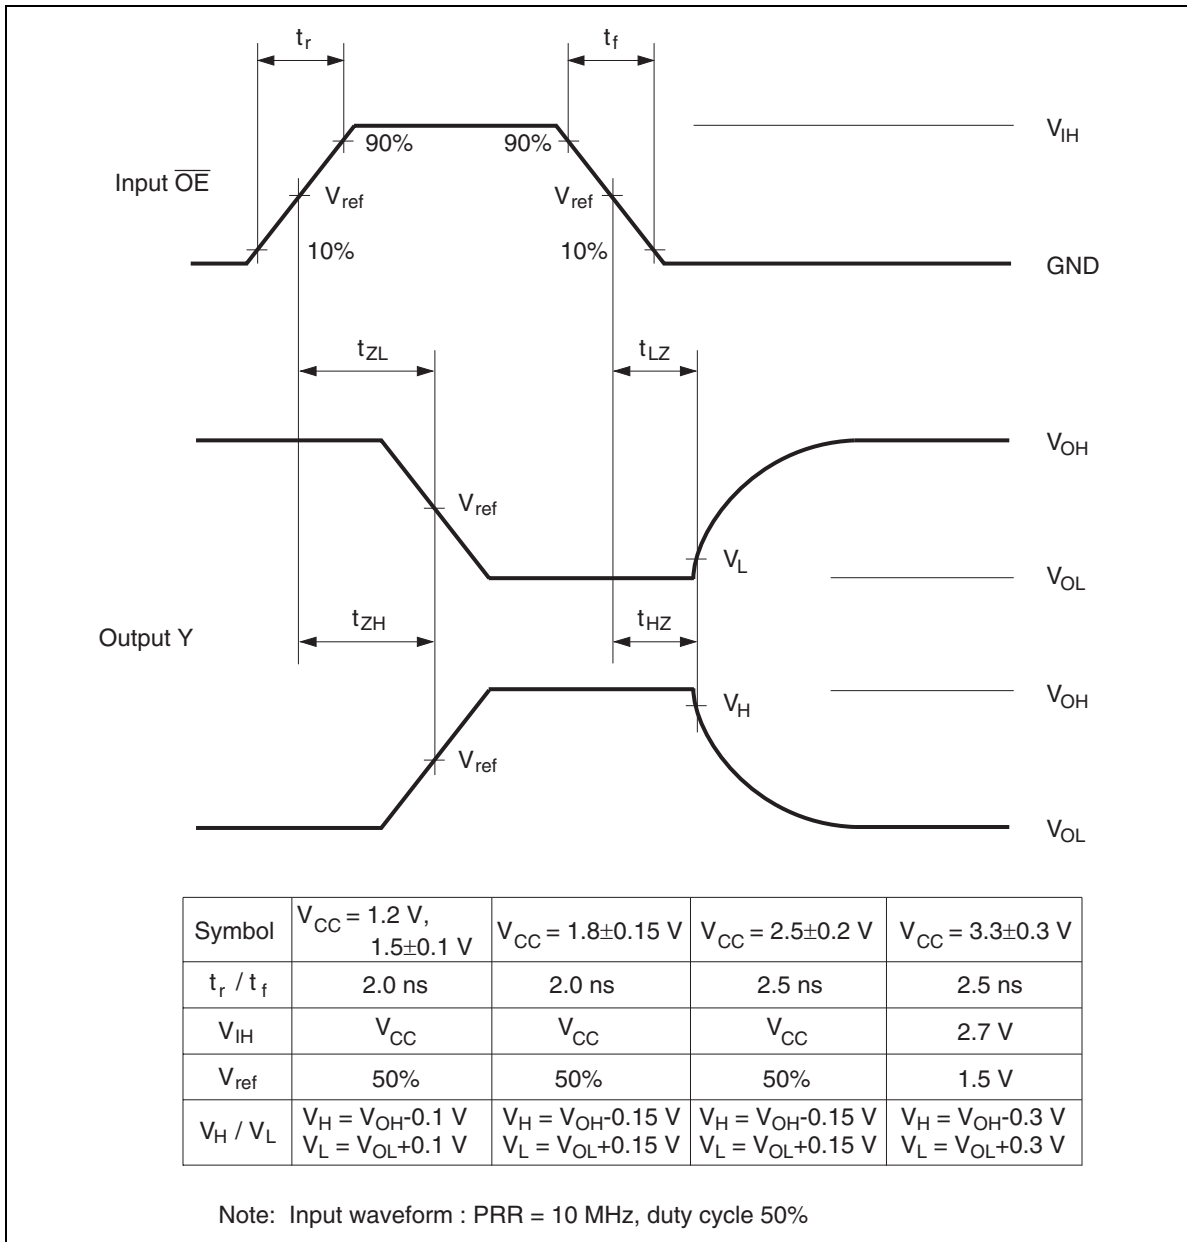 t_r t_f
90% 90% V_IH
Input O̅E̅ V_ref V_ref
10% 10% GND
t_ZL t_LZ
V_OH
V_ref
V_L
V_OL
t_ZH t_HZ
Output Y
V_H V_OH
V_ref
V_OL
Symbol V_CC = 1.2 V, 1.5±0.1 V V_CC = 1.8±0.15 V V_CC = 2.5±0.2 V V_CC = 3.3±0.3 V
t_r / t_f 2.0 ns 2.0 ns 2.5 ns 2.5 ns
V_IH V_CC V_CC V_CC 2.7 V
V_ref 50% 50% 50% 1.5 V
V_H / V_L V_H = V_OH-0.1 V V_H = V_OH-0.15 V V_H = V_OH-0.15 V V_H = V_OH-0.3 V
V_L = V_OL+0.1 V V_L = V_OL+0.15 V V_L = V_OL+0.15 V V_L = V_OL+0.3 V
Note: Input waveform : PRR = 10 MHz, duty cycle 50%